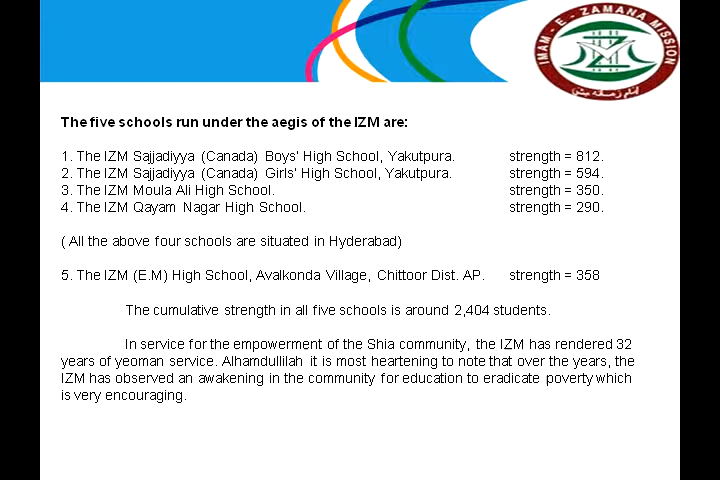 IMAM - E - ZAMANA MISSION
The five schools run under the aegis of the IZM are:
1. The IZM Sajjadiyya (Canada) Boys' High School, Yakutpura. strength = 812.
2. The IZM Sajjadiyya (Canada) Girls' High School, Yakutpura. strength = 594.
3. The IZM Moula Ali High School. strength = 350.
4. The IZM Qayam Nagar High School. strength = 290.
( All the above four schools are situated in Hyderabad)
5. The IZM (E.M) High School, Avalkonda Village, Chittoor Dist. AP. strength = 358
The cumulative strength in all five schools is around 2,404 students.
In service for the empowerment of the Shia community, the IZM has rendered 32
years of yeoman service. Alhamdullilah it is most heartening to note that over the years, the
IZM has observed an awakening in the community for education to eradicate poverty which
is very encouraging.